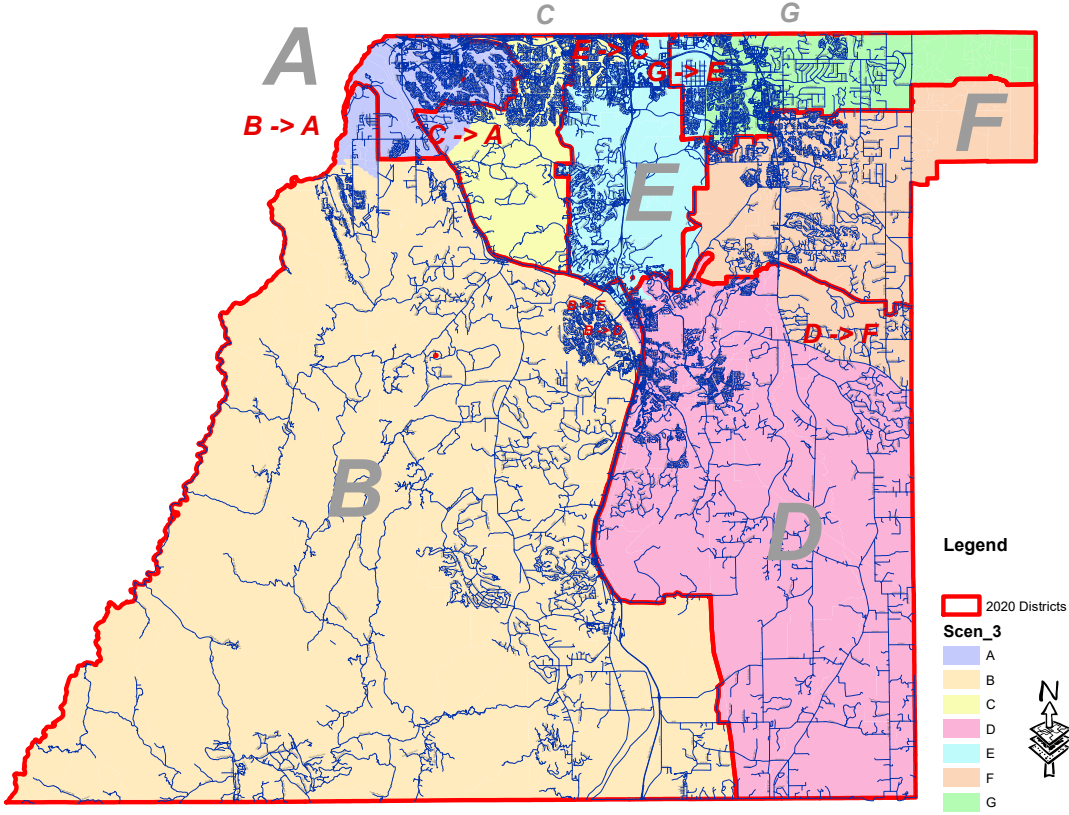 C
G
A
E -> C
G -> E
F
B -> A
C -> A
E
B -> E
D -> F
B
D
Legend
2020 Districts
Scen_3
A
B
C
D
E
F
G
N